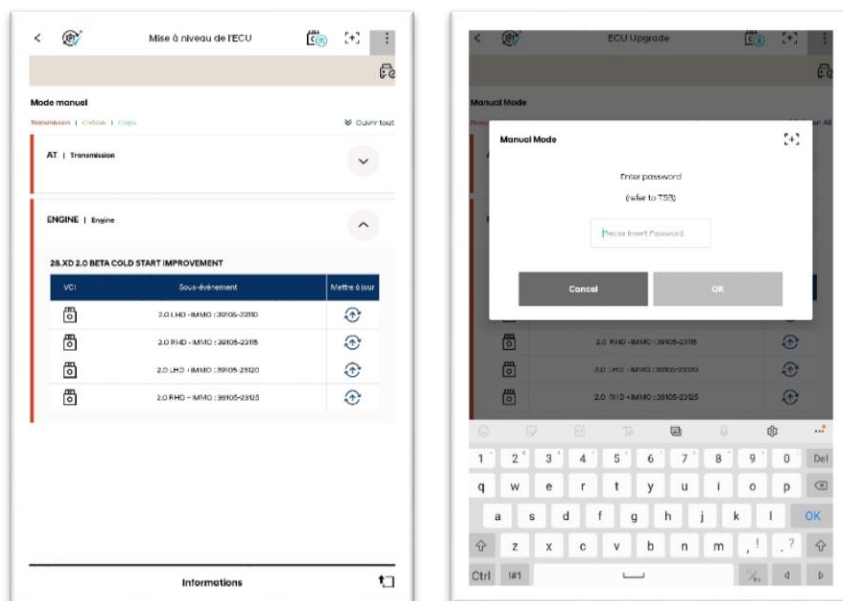 Mise à niveau de l'ECU
Mode manuel
Transmission | Châssis | Corps
Ouvrir tout
AT | Transmission
ENGINE | Engine
28.XD 2.0 BETA COLD START IMPROVEMENT
VCI Sous-événement Mettre à jour
2.0 LHD -IMMO : 39105-23110
2.0 RHD -IMMO : 39105-23115
2.0 LHD +IMMO : 39105-23120
2.0 RHD +IMMO : 39105-23125
Informations
ECU Upgrade
Manual Mode
Manual Mode
Enter password
(refer to TSB)
Please Insert Password.
Cancel OK
2.0 RHD -IMMO : 39105-23115
2.0 LHD +IMMO : 39105-23120
2.0 RHD +IMMO : 39105-23125
1 2 3 4 5 6 7 8 9 0 Del
q w e r t y u i o p
a s d f g h j k l OK
z x c v b n m , ! . ?
Ctrl !#1